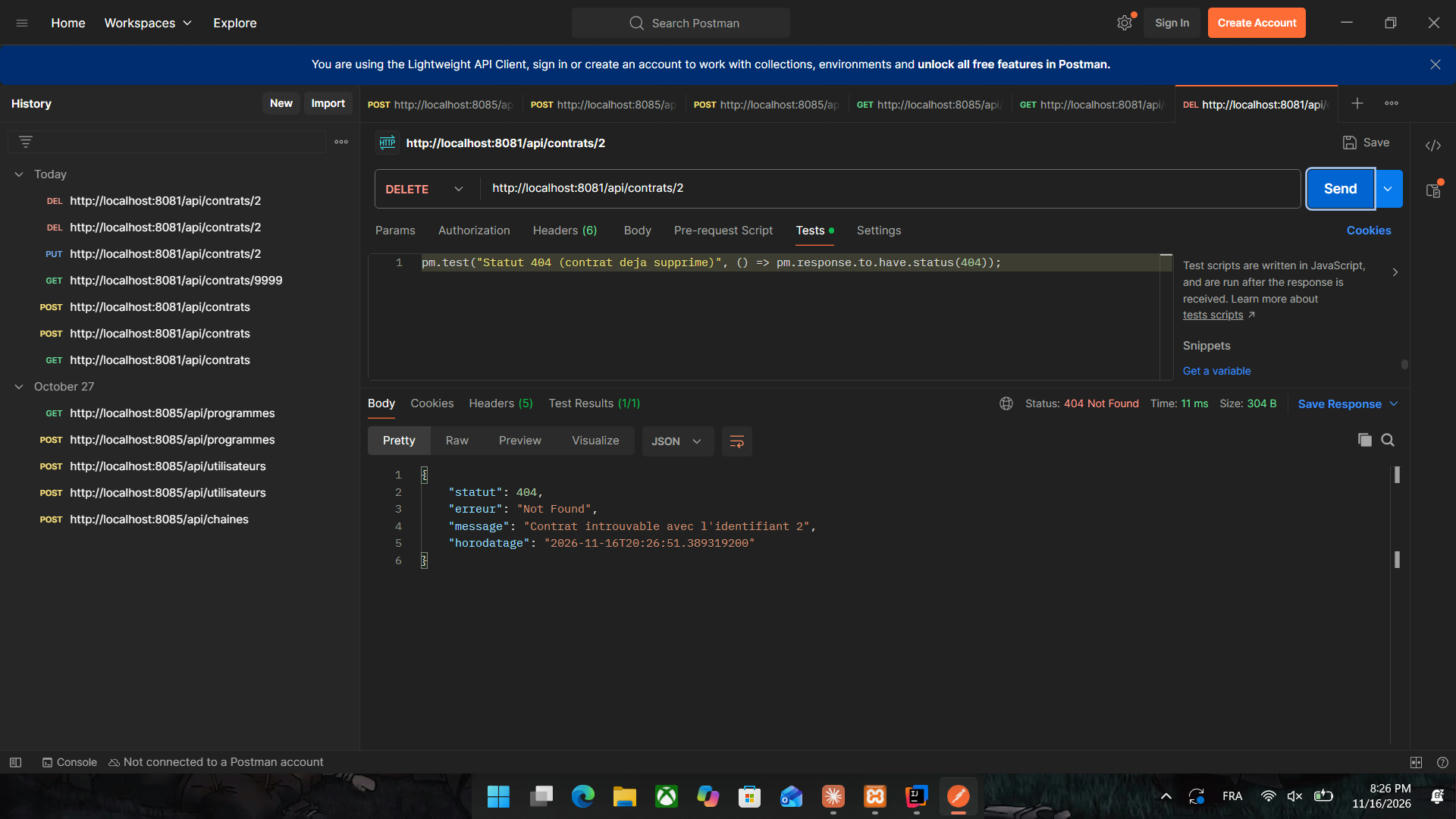 Home
Workspaces
Explore
Search Postman
Sign In
Create Account
You are using the Lightweight API Client, sign in or create an account to work with collections, environments and unlock all free features in Postman.
History
New
Import
POST http://localhost:8085/ap
POST http://localhost:8085/ap
POST http://localhost:8085/ap
GET http://localhost:8085/api/
GET http://localhost:8081/api/
DEL http://localhost:8081/api/
HTTP http://localhost:8081/api/contrats/2
Save
Today
DEL http://localhost:8081/api/contrats/2
DEL http://localhost:8081/api/contrats/2
PUT http://localhost:8081/api/contrats/2
GET http://localhost:8081/api/contrats/9999
POST http://localhost:8081/api/contrats
POST http://localhost:8081/api/contrats
GET http://localhost:8081/api/contrats
October 27
GET http://localhost:8085/api/programmes
POST http://localhost:8085/api/programmes
POST http://localhost:8085/api/utilisateurs
POST http://localhost:8085/api/utilisateurs
POST http://localhost:8085/api/chaines
DELETE
http://localhost:8081/api/contrats/2
Send
Params
Authorization
Headers (6)
Body
Pre-request Script
Tests
Settings
Cookies
1 pm.test("Statut 404 (contrat deja supprime)", () => pm.response.to.have.status(404));
Test scripts are written in JavaScript,
and are run after the response is
received. Learn more about
tests scripts
Snippets
Get a variable
Body
Cookies
Headers (5)
Test Results (1/1)
Status: 404 Not Found
Time: 11 ms
Size: 304 B
Save Response
Pretty
Raw
Preview
Visualize
JSON
1 {
2 "statut": 404,
3 "erreur": "Not Found",
4 "message": "Contrat introuvable avec l'identifiant 2",
5 "horodatage": "2026-11-16T20:26:51.389319200"
6 }
Console
Not connected to a Postman account
FRA
8:26 PM
11/16/2026